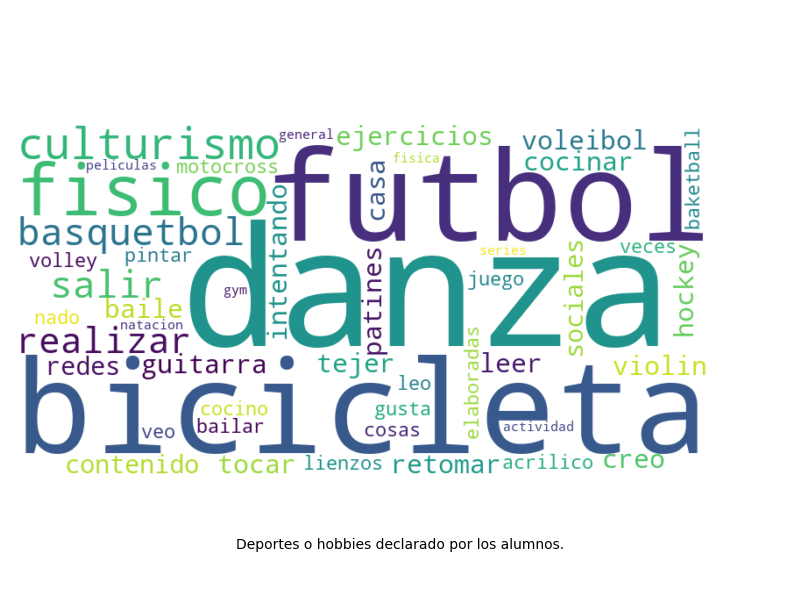 culturismo
general
ejercicios
voleibol
baketball
peliculas
motocross
fisica
cocinar
fisico
futbol
casa
basquetbol
intentando
volley
pintar
danza
patines
series
sociales
veces
hockey
salir
gym
juego
nado
baile
natacion
realizar
redes
guitarra
tejer
elaboradas
leer
violin
bicicleta
leo
cocino
gusta
veo
bailar
cosas
actividad
contenido
tocar
lienzos
retomar
acrilico
creo
Deportes o hobbies declarado por los alumnos.